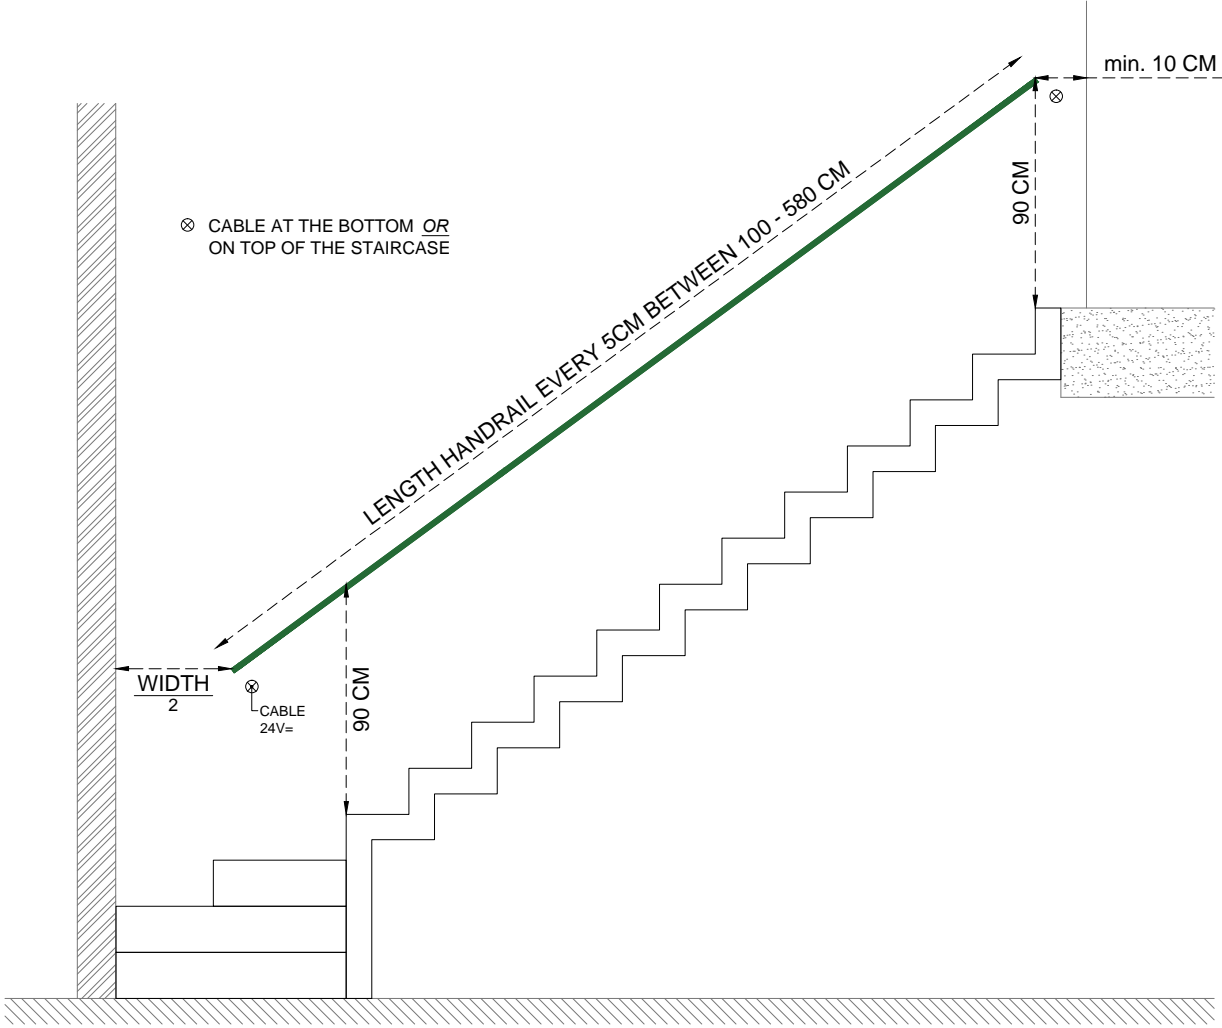 min. 10 CM
90 CM
⊗ CABLE AT THE BOTTOM OR
ON TOP OF THE STAIRCASE
LENGTH HANDRAIL EVERY 5CM BETWEEN 100 - 580 CM
WIDTH
2
CABLE
24V=
90 CM